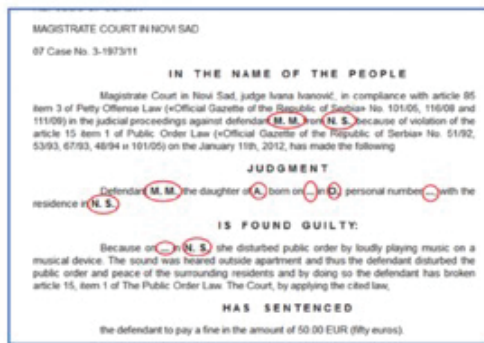 MAGISTRATE COURT IN NOVI SAD
07 Case No. 3-1973/11
IN THE NAME OF THE PEOPLE
Magistrate Court in Novi Sad, judge Ivana Ivanović, in compliance with article 85
item 3 of Petty Offense Law («Official Gazette of the Republic of Serbia» No. 101/05, 116/08 and
111/09) in the judicial proceedings against defendant M. M. from N. S. because of violation of the
article 15 item 1 of Public Order Law («Official Gazette of the Republic of Serbia» No. 51/92,
53/93, 67/93, 48/94 и 101/05) on the January 11th, 2012, has made the following
JUDGMENT
Defendant M. M. the daughter of A. born on ... in D. personal number ... with the
residence in N. S.
IS FOUND GUILTY:
Because on ... in N. S. she disturbed public order by loudly playing music on a
musical device. The sound was heared outside apartment and thus the defendant disturbed the
public order and peace of the surrounding residents and by doing so the defendant has broken
article 15, item 1 of The Public Order Law. The Court, by applying the cited law,
HAS SENTENCED
the defendant to pay a fine in the amount of 50.00 EUR (fifty euros).